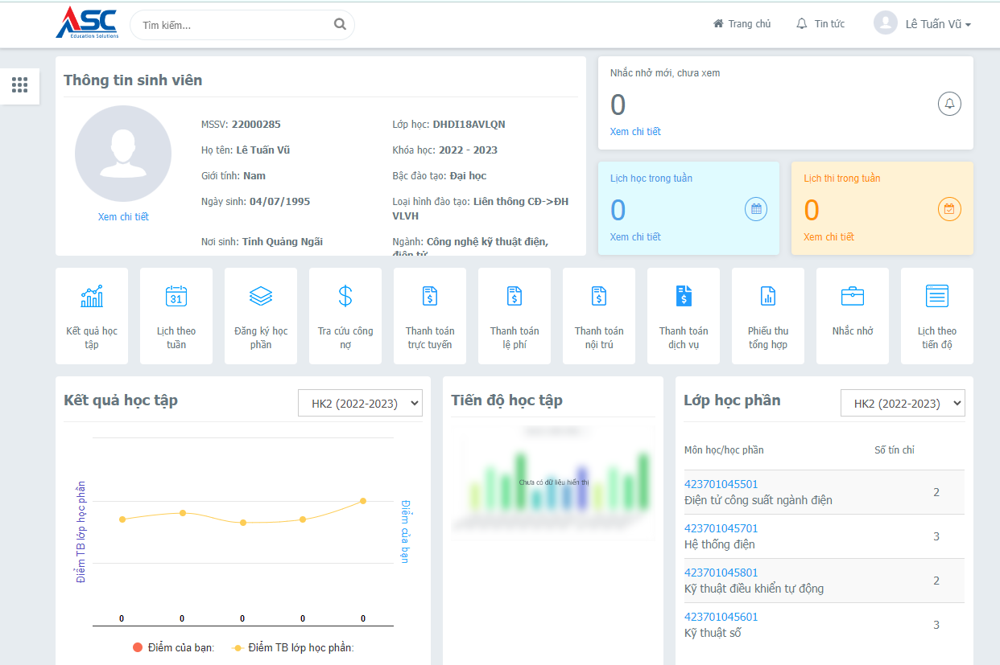 ASC
Education Solutions
Tìm kiếm...
Trang chủ
Tin tức
Lê Tuấn Vũ
Thông tin sinh viên
MSSV: 22000285
Họ tên: Lê Tuấn Vũ
Giới tính: Nam
Ngày sinh: 04/07/1995
Nơi sinh: Tỉnh Quảng Ngãi
Xem chi tiết
Lớp học: DHDI18AVLQN
Khóa học: 2022 - 2023
Bậc đào tạo: Đại học
Loại hình đào tạo: Liên thông CĐ->ĐH
VLVH
Ngành: Công nghệ kỹ thuật điện,
điện tử
Nhắc nhở mới, chưa xem
0
Xem chi tiết
Lịch học trong tuần
0
Xem chi tiết
Lịch thi trong tuần
0
Xem chi tiết
Kết quả học
tập
31
Lịch theo
tuần
Đăng ký học
phần
Tra cứu công
nợ
Thanh toán
trực tuyến
Thanh toán
lệ phí
Thanh toán
nội trú
Thanh toán
dịch vụ
Phiếu thu
tổng hợp
Nhắc nhở
Lịch theo
tiến độ
Kết quả học tập
HK2 (2022-2023)
Điểm TB lớp học phần
Điểm của bạn
0 0 0 0 0
Điểm của bạn:
Điểm TB lớp học phần:
Tiến độ học tập
Chưa có dữ liệu hiển thị
Lớp học phần
HK2 (2022-2023)
Môn học/học phần Số tín chỉ
423701045501
Điện tử công suất ngành điện
2
423701045701
Hệ thống điện
3
423701045801
Kỹ thuật điều khiển tự động
2
423701045601
Kỹ thuật số
3